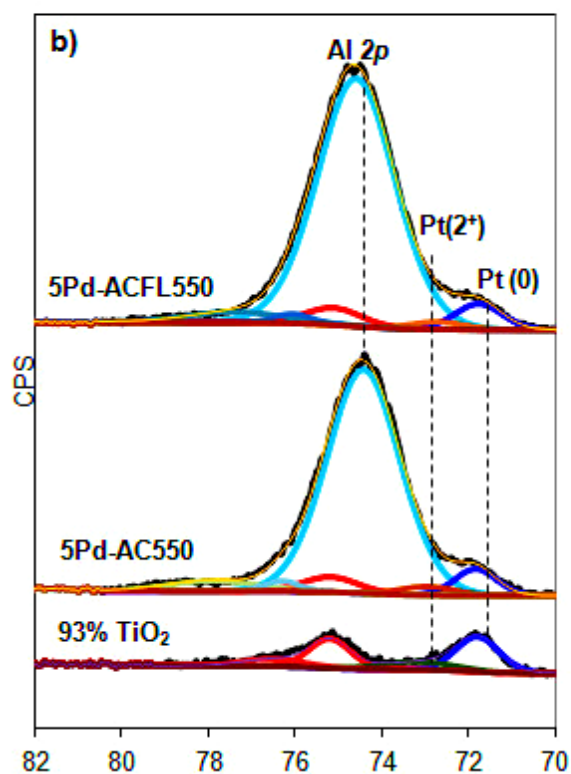 b)
Al 2p
Pt(2⁺)
Pt (0)
5Pd-ACFL550
CPS
5Pd-AC550
93% TiO₂
82 80 78 76 74 72 70